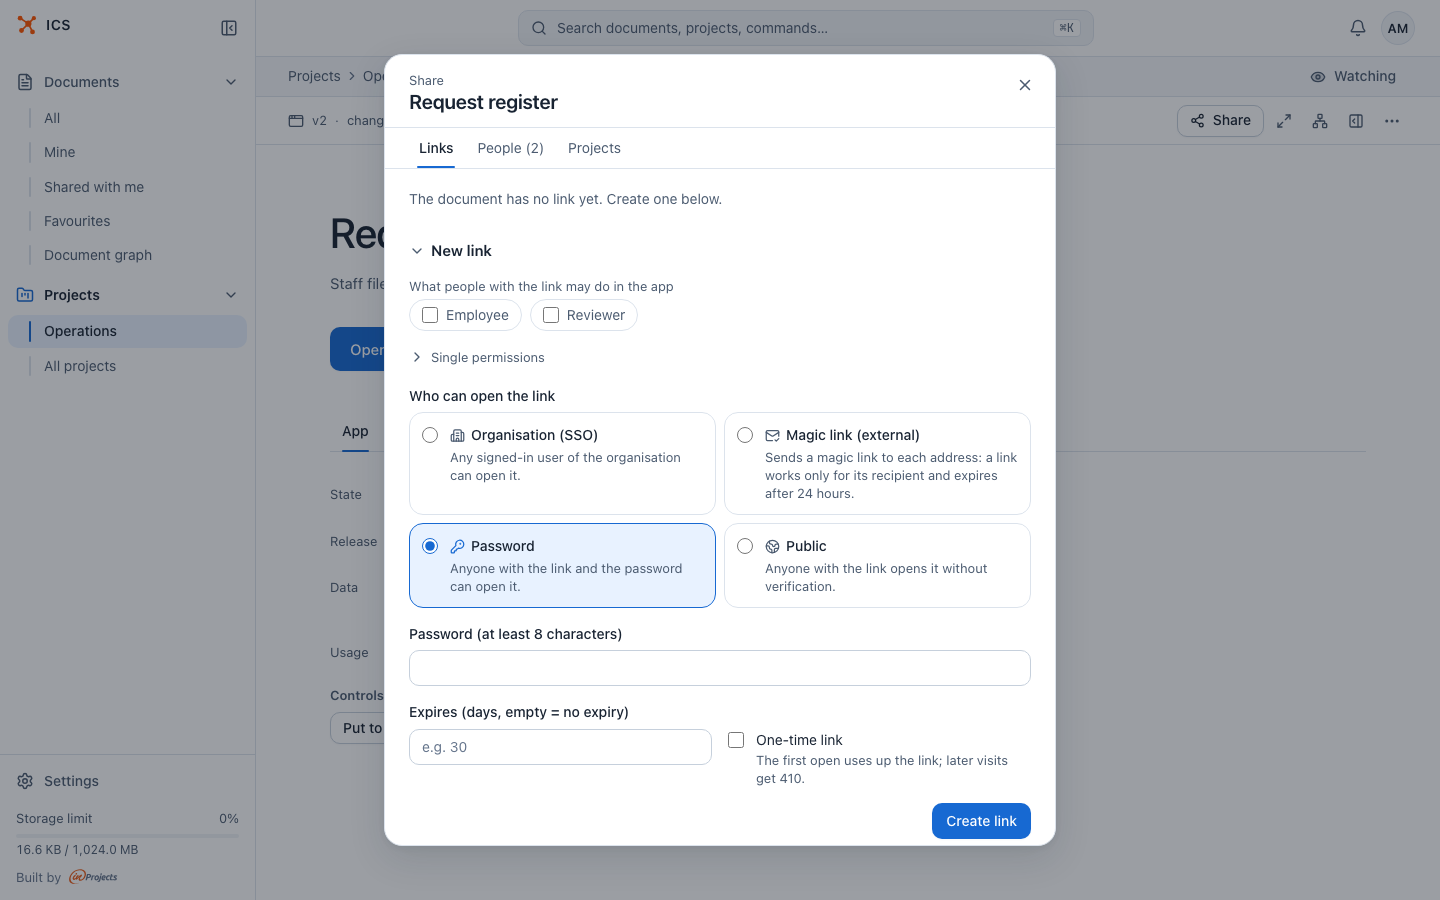 ICS
Search documents, projects, commands...
⌘K
AM
Documents
All
Mine
Shared with me
Favourites
Document graph
Projects
Operations
All projects
Settings
Storage limit 0%
16.6 KB / 1,024.0 MB
Built by inProjects
Projects
Watching
v2 ·
Share
Staff
App
State
Release
Data
Usage
Controls
Put to
Share
Request register
Links
People (2)
Projects
The document has no link yet. Create one below.
New link
What people with the link may do in the app
Employee
Reviewer
Single permissions
Who can open the link
Organisation (SSO)
Any signed-in user of the organisation
can open it.
Magic link (external)
Sends a magic link to each address: a link
works only for its recipient and expires
after 24 hours.
Password
Anyone with the link and the password
can open it.
Public
Anyone with the link opens it without
verification.
Password (at least 8 characters)
Expires (days, empty = no expiry)
e.g. 30
One-time link
The first open uses up the link; later visits
get 410.
Create link